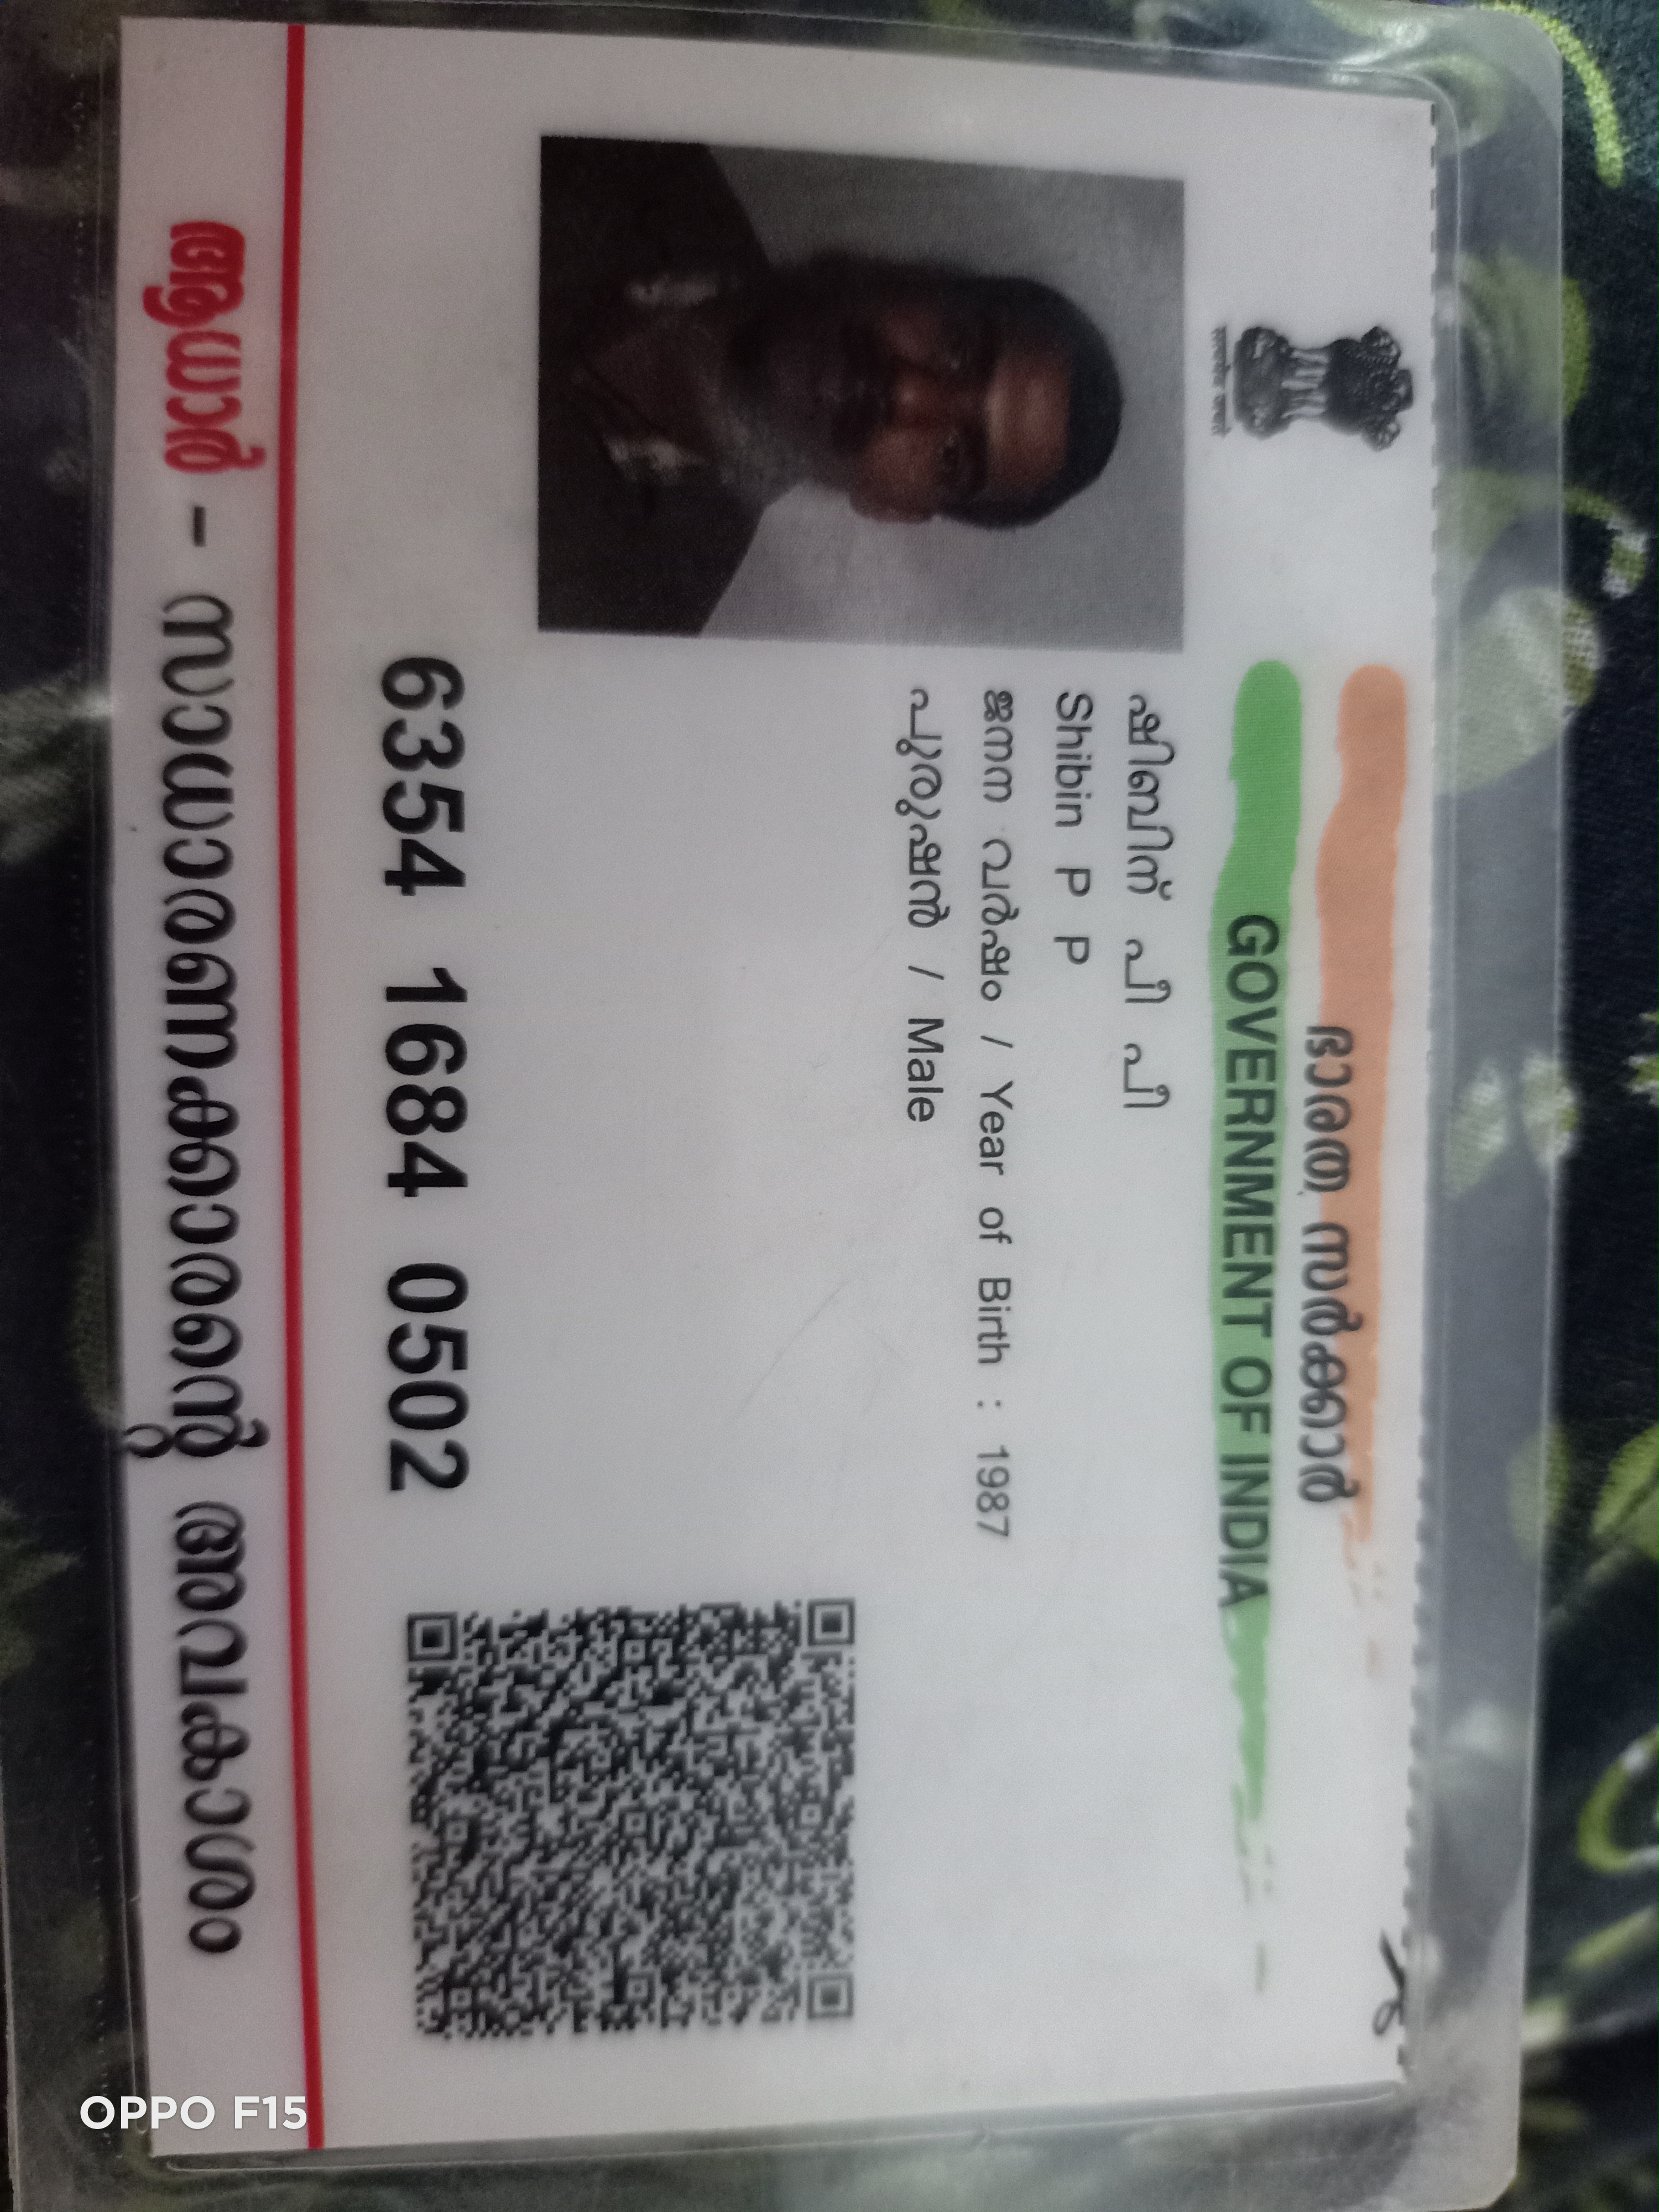 ഭാരത സർക്കാർ
GOVERNMENT OF INDIA
ഷിബിന് പി പി
Shibin P P
ജനന വർഷം / Year of Birth : 1987
പുരുഷൻ / Male
6354 1684 0502
ആധാർ - സാധാരണക്കാരന്റെ അവകാശം
OPPO F15